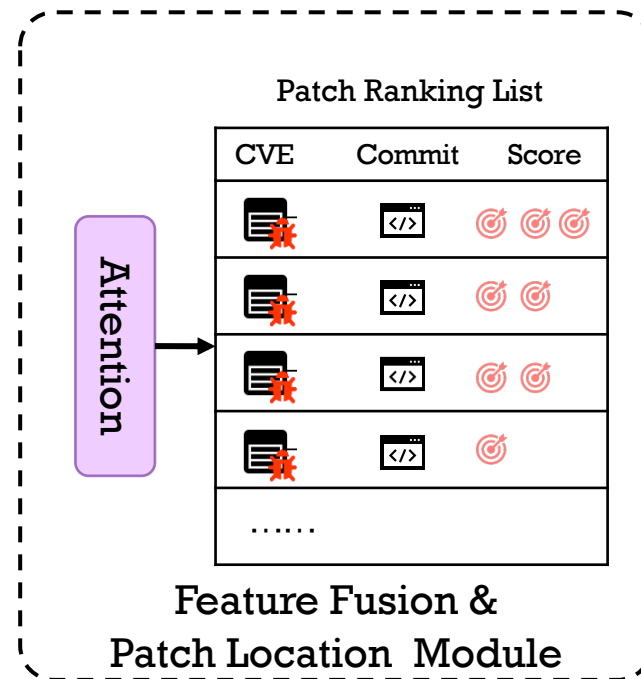 Patch Ranking List
CVE Commit Score
Attention
</>
</>
</>
</>
......
Feature Fusion &
Patch Location Module